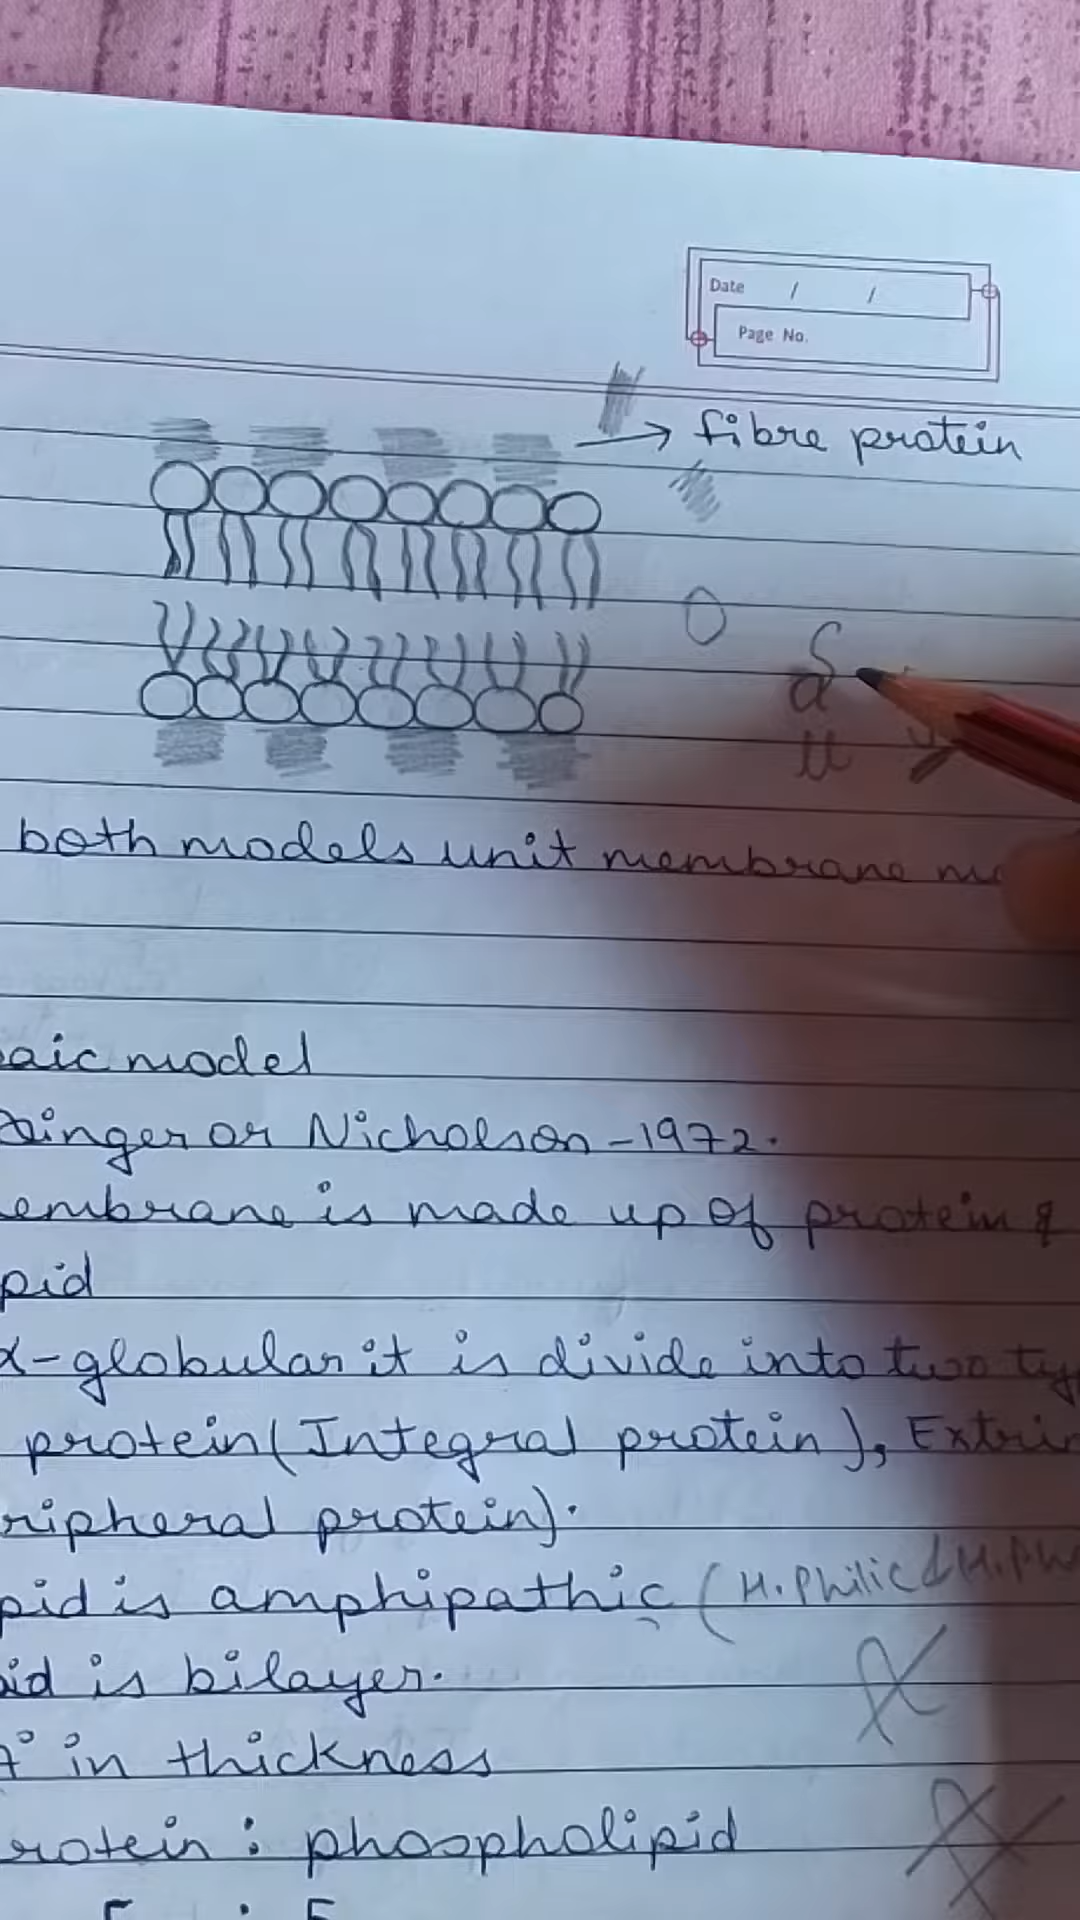 Date / /
Page No.
fibre protein
both models unit membrane
aic model
inger or Nicholson-1972.
embrane is made up of protein &
pid
α-globular it is divide into two ty
protein (Integral protein), Extrin
ripheral protein).
pid is amphipathic (H.Philic & H.Ph
id is bilayer.
in thickness
rotein : phospholipid